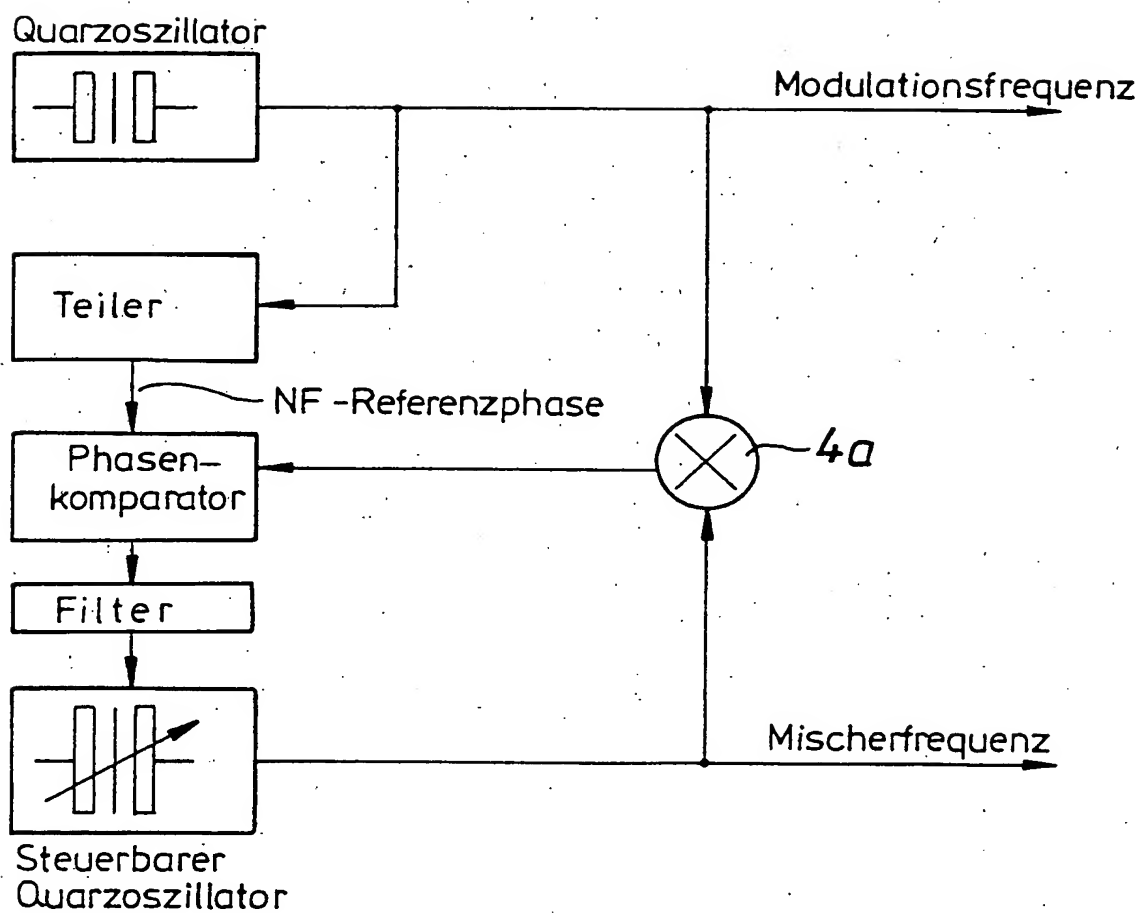 Quarzoszillator
Modulationsfrequenz
Teiler
NF-Referenzphase
Phasen-
komparator
4a
Filter
Mischerfrequenz
Steuerbarer
Quarzoszillator